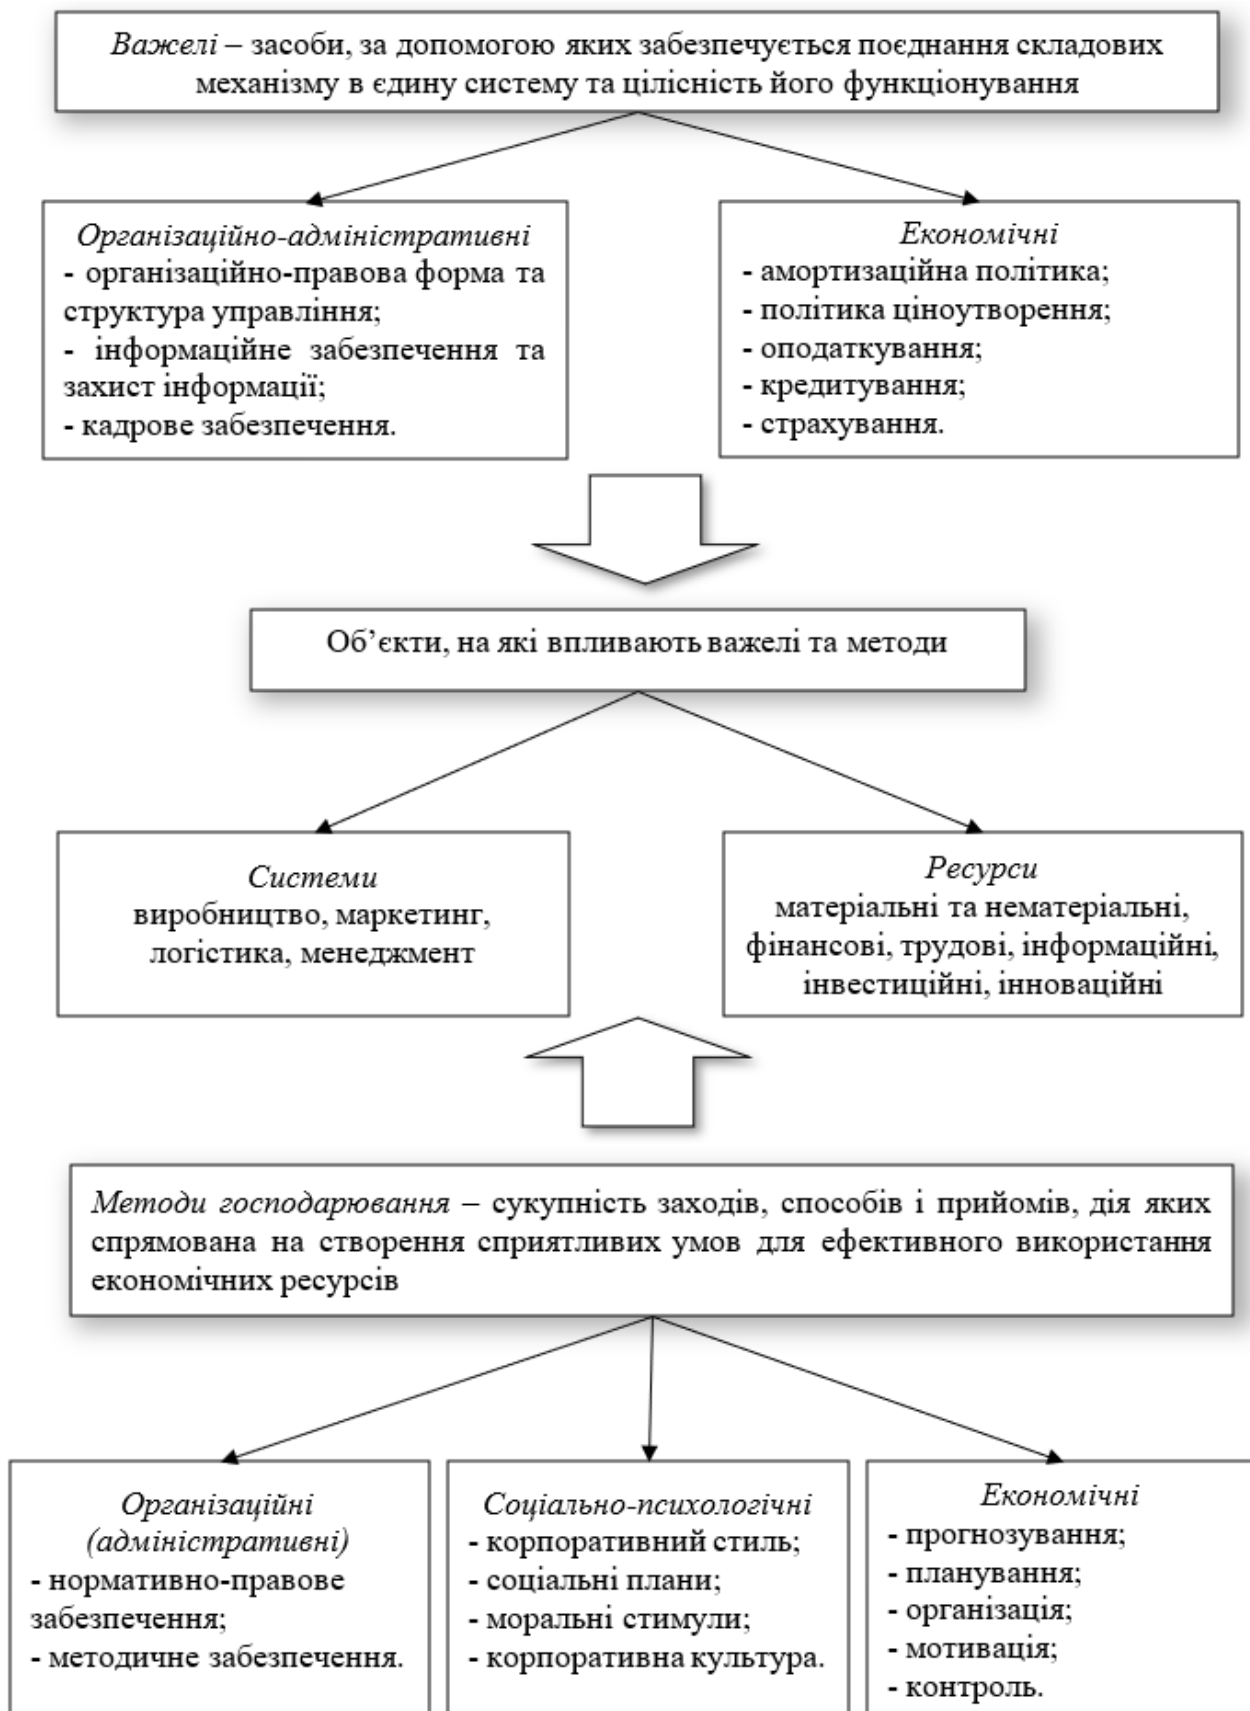 Важелі – засоби, за допомогою яких забезпечується поєднання складових
механізму в єдину систему та цілісність його функціонування
Організаційно-адміністративні
- організаційно-правова форма та
структура управління;
- інформаційне забезпечення та
захист інформації;
- кадрове забезпечення.
Економічні
- амортизаційна політика;
- політика ціноутворення;
- оподаткування;
- кредитування;
- страхування.
Об’єкти, на які впливають важелі та методи
Системи
виробництво, маркетинг,
логістика, менеджмент
Ресурси
матеріальні та нематеріальні,
фінансові, трудові, інформаційні,
інвестиційні, інноваційні
Методи господарювання – сукупність заходів, способів і прийомів, дія яких
спрямована на створення сприятливих умов для ефективного використання
економічних ресурсів
Організаційні
(адміністративні)
- нормативно-правове
забезпечення;
- методичне забезпечення.
Соціально-психологічні
- корпоративний стиль;
- соціальні плани;
- моральні стимули;
- корпоративна культура.
Економічні
- прогнозування;
- планування;
- організація;
- мотивація;
- контроль.